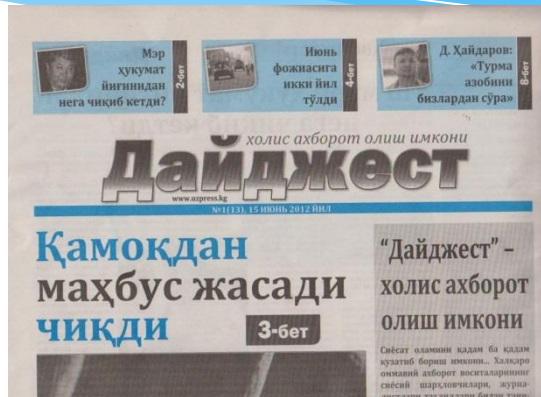 Мэр
ҳукумат
йиғинидан
нега чиқиб кетди?
2-бет
Июнь
фожиасига
икки йил
тўлди
4-бет
Д. Ҳайдаров:
«Турма
азобини
бизлардан сўра»
8-бет
холис ахборот олиш имкони
Дайджест
www.uzpress.kg
№1(13), 15 ИЮНЬ 2012 ЙИЛ
Қамоқдан
маҳбус жасади
чиқди
3-бет
“Дайджест” –
холис ахборот
олиш имкони
Сиёсат оламини қадам ба қадам
кузатиб бориш имкони... Халқаро
оммавий ахборот воситаларининг
сиёсий шарҳловчилари, журна-